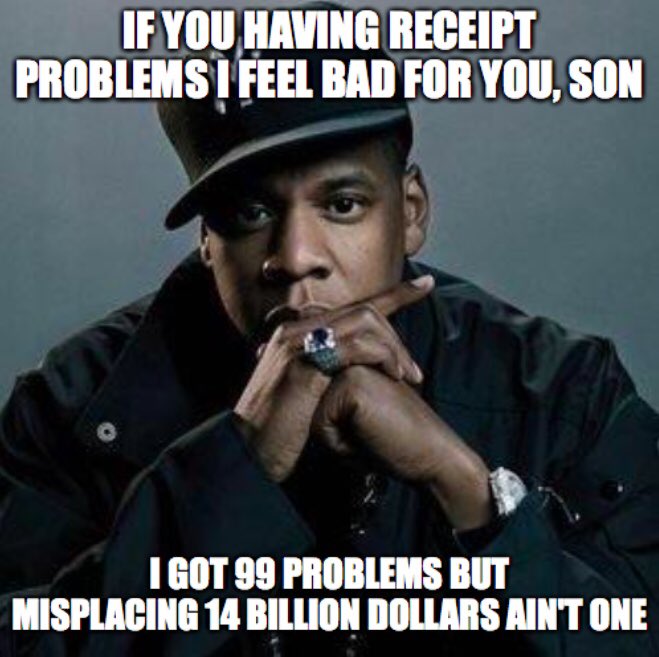 IF YOU HAVING RECEIPT
PROBLEMS I FEEL BAD FOR YOU, SON
I GOT 99 PROBLEMS BUT
MISPLACING 14 BILLION DOLLARS AIN'T ONE